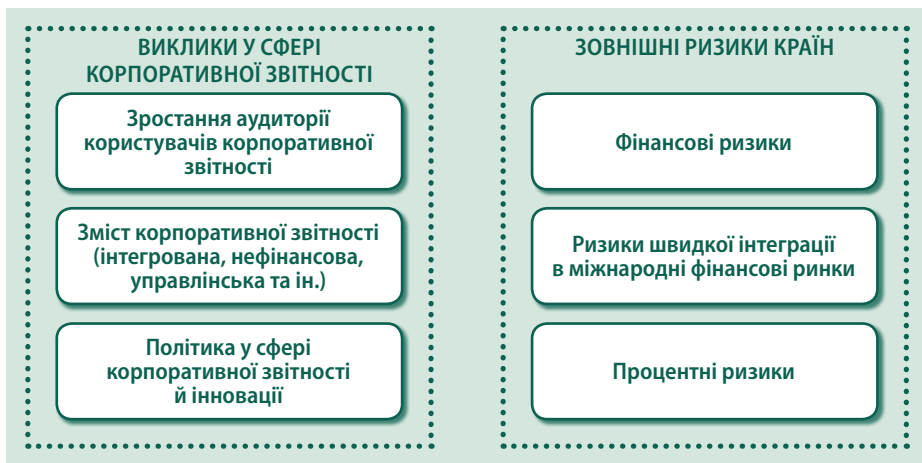 ВИКЛИКИ У СФЕРІ
КОРПОРАТИВНОЇ ЗВІТНОСТІ
Зростання аудиторії
користувачів корпоративної
звітності
Зміст корпоративної звітності
(інтегрована, нефінансова,
управлінська та ін.)
Політика у сфері
корпоративної звітності
й інновації
ЗОВНІШНІ РИЗИКИ КРАЇН
Фінансові ризики
Ризики швидкої інтеграції
в міжнародні фінансові ринки
Процентні ризики